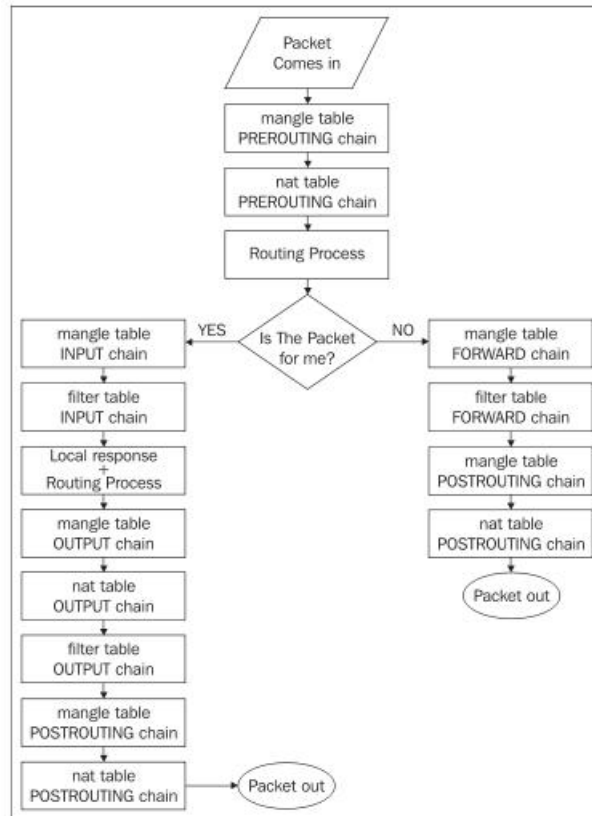 Packet
Comes in
mangle table
PREROUTING chain
nat table
PREROUTING chain
Routing Process
Is The Packet
for me?
YES
NO
mangle table
INPUT chain
filter table
INPUT chain
Local response
+
Routing Process
mangle table
OUTPUT chain
nat table
OUTPUT chain
filter table
OUTPUT chain
mangle table
POSTROUTING chain
nat table
POSTROUTING chain
Packet out
mangle table
FORWARD chain
filter table
FORWARD chain
mangle table
POSTROUTING chain
nat table
POSTROUTING chain
Packet out